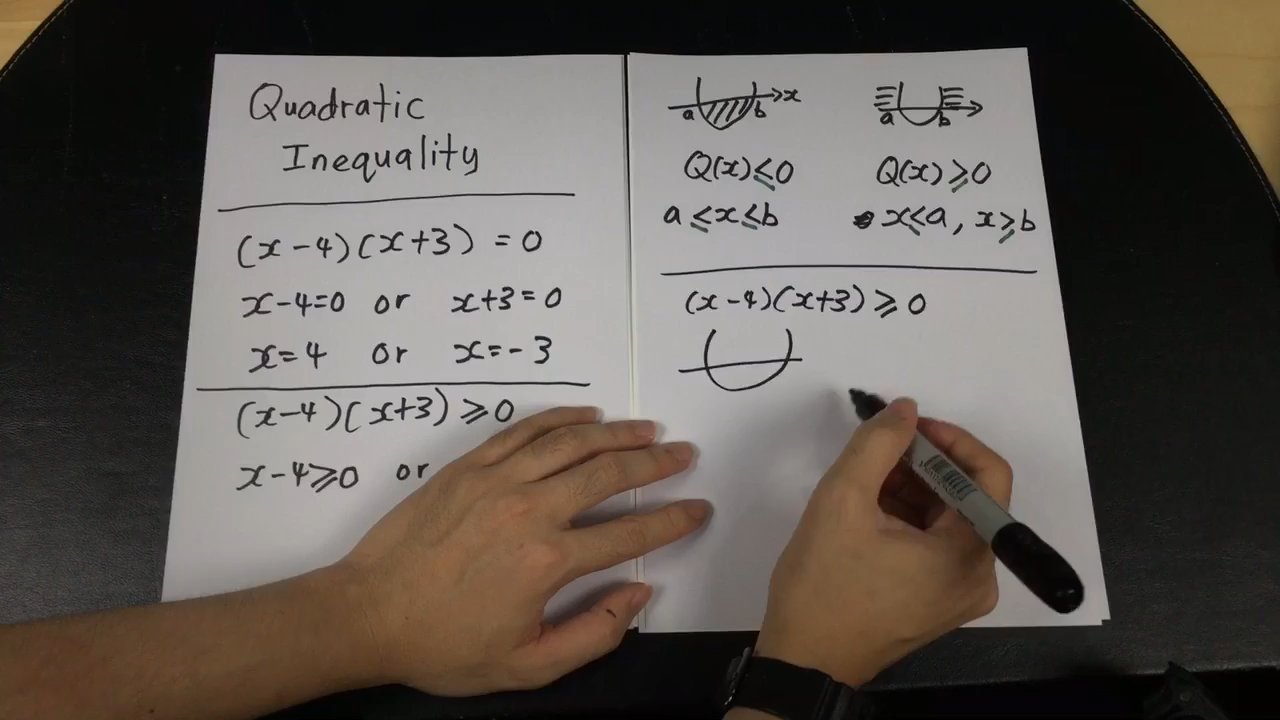 Quadratic
Inequality
(x-4)(x+3) = 0
x-4=0 or x+3=0
x=4 or x=-3
(x-4)(x+3) ⩾ 0
x-4⩾0 or
a b x
a b
Q(x)⩽0 Q(x)⩾0
a⩽x⩽b x⩽a, x⩾b
(x-4)(x+3) ⩾ 0